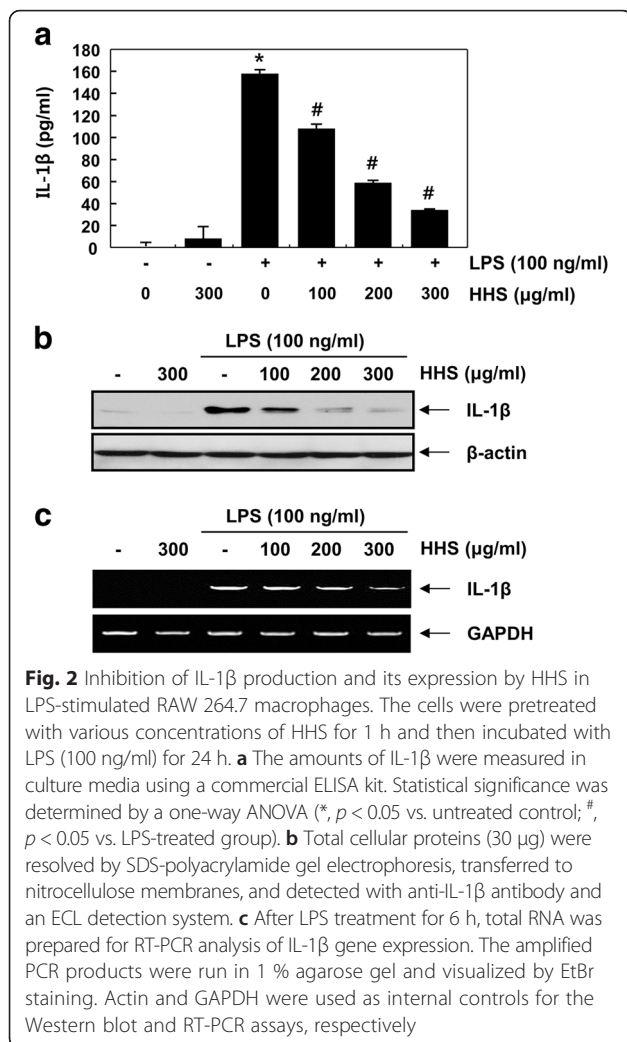 a
180
160
140
120
100
80
60
40
20
0
IL-1β (pg/ml)
* # # #
- - + + + + LPS (100 ng/ml)
0 300 0 100 200 300 HHS (μg/ml)
b
LPS (100 ng/ml)
- 300 - 100 200 300 HHS (μg/ml)
IL-1β
β-actin
c
LPS (100 ng/ml)
- 300 - 100 200 300 HHS (μg/ml)
IL-1β
GAPDH
Fig. 2 Inhibition of IL-1β production and its expression by HHS in
LPS-stimulated RAW 264.7 macrophages. The cells were pretreated
with various concentrations of HHS for 1 h and then incubated with
LPS (100 ng/ml) for 24 h. a The amounts of IL-1β were measured in
culture media using a commercial ELISA kit. Statistical significance was
determined by a one-way ANOVA (*, p < 0.05 vs. untreated control; #,
p < 0.05 vs. LPS-treated group). b Total cellular proteins (30 μg) were
resolved by SDS-polyacrylamide gel electrophoresis, transferred to
nitrocellulose membranes, and detected with anti-IL-1β antibody and
an ECL detection system. c After LPS treatment for 6 h, total RNA was
prepared for RT-PCR analysis of IL-1β gene expression. The amplified
PCR products were run in 1 % agarose gel and visualized by EtBr
staining. Actin and GAPDH were used as internal controls for the
Western blot and RT-PCR assays, respectively